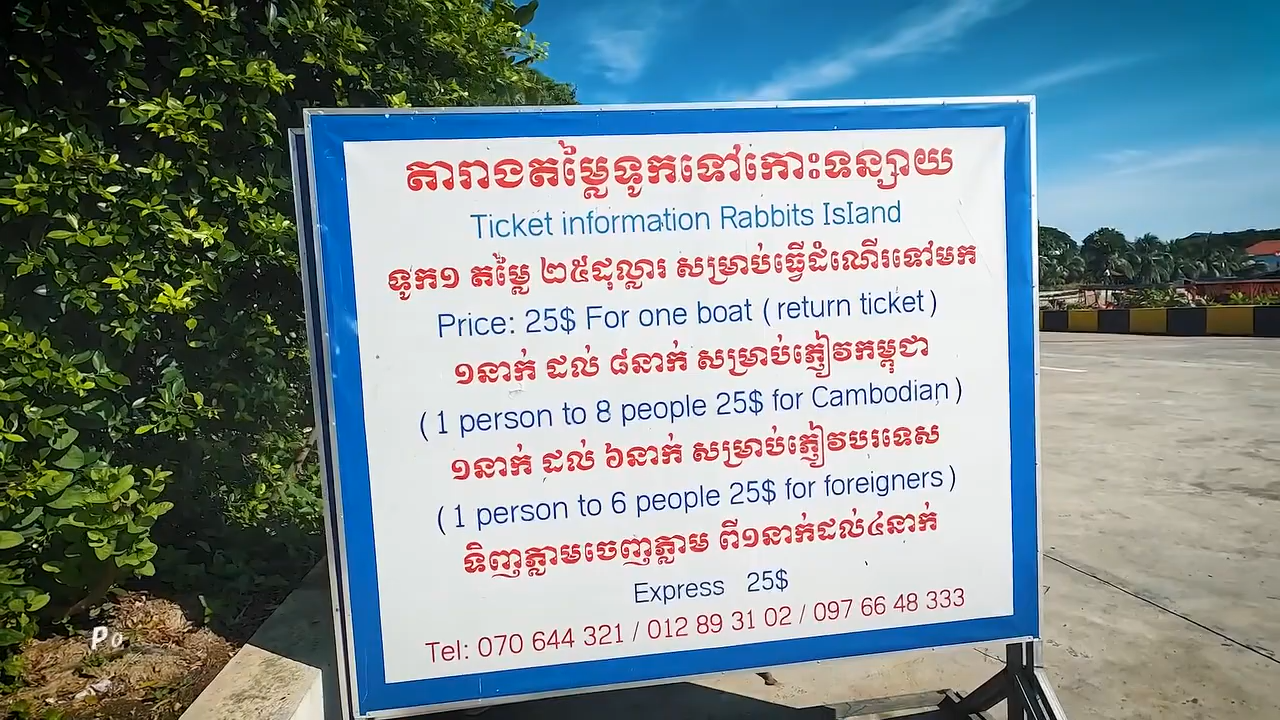 តារាងតម្លៃទូកទៅកោះទន្សាយ
Ticket information Rabbits Island
ទូក១ តម្លៃ ២៥ដុល្លារ សម្រាប់ធ្វើដំណើរទៅមក
Price: 25$ For one boat ( return ticket )
១នាក់ ដល់ ៨នាក់ សម្រាប់ភ្ញៀវកម្ពុជា
( 1 person to 8 people 25$ for Cambodian )
១នាក់ ដល់ ៦នាក់ សម្រាប់ភ្ញៀវបរទេស
( 1 person to 6 people 25$ for foreigners )
ទិញភ្លាមចេញភ្លាម ពី១នាក់ដល់៤នាក់
Express 25$
Tel: 070 644 321 / 012 89 31 02 / 097 66 48 333
Po